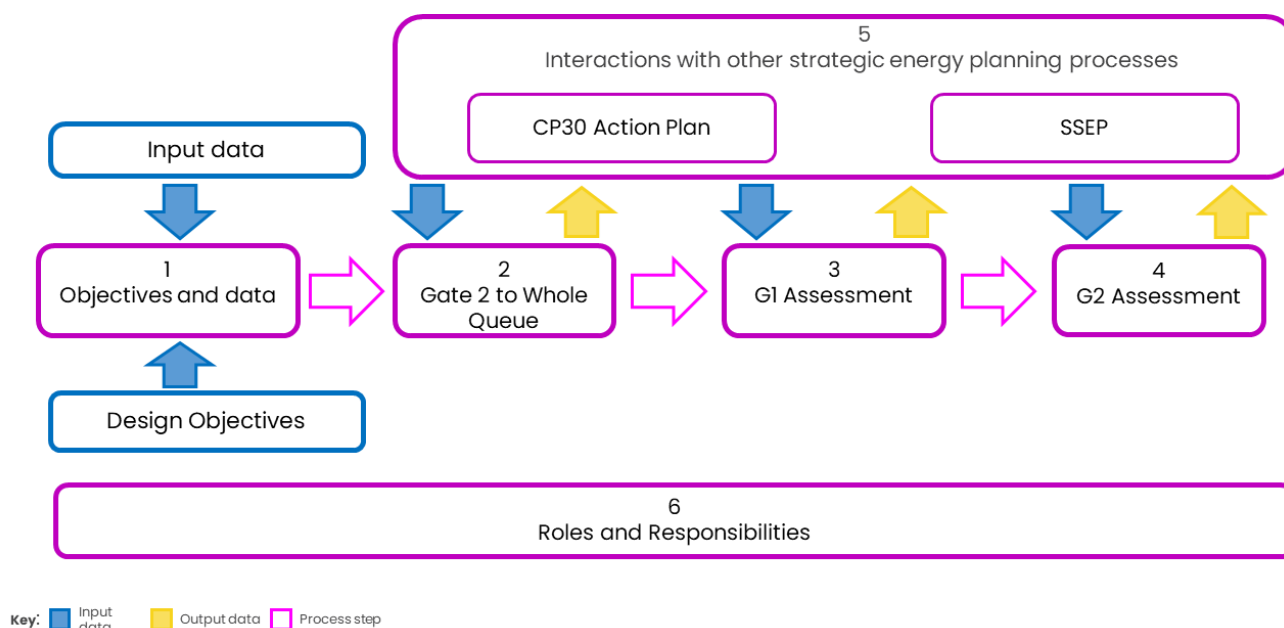 5
Interactions with other strategic energy planning processes
CP30 Action Plan
SSEP
Input data
1
Objectives and data
2
Gate 2 to Whole
Queue
3
G1 Assessment
4
G2 Assessment
Design Objectives
6
Roles and Responsibilities
Key:
Input
data
Output data
Process step